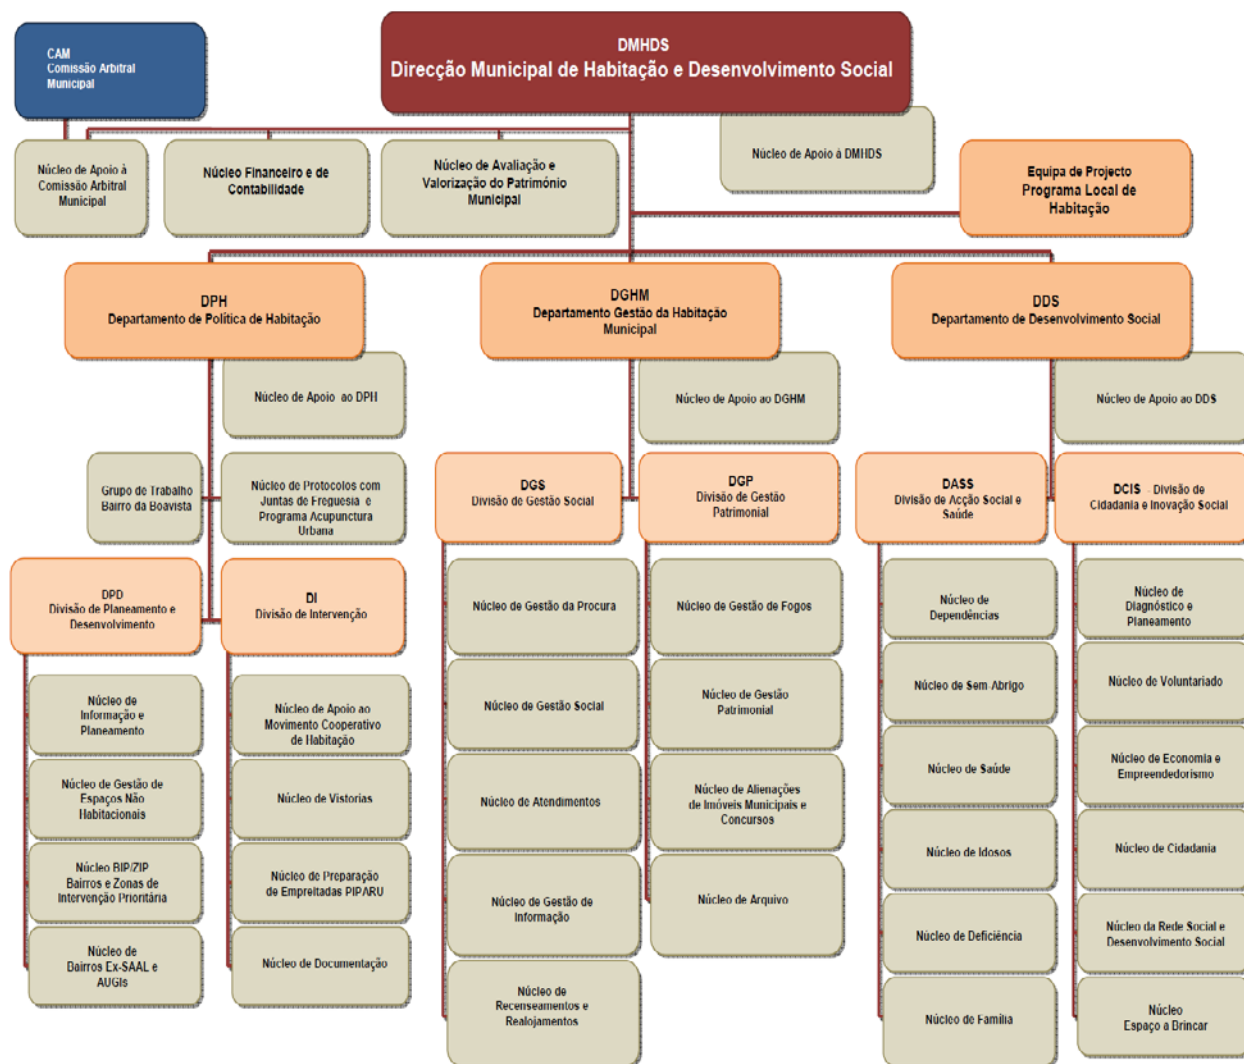 CAM
Comissão Arbitral
Municipal
DMHDS
Direcção Municipal de Habitação e Desenvolvimento Social
Núcleo de Apoio à
Comissão Arbitral
Municipal
Núcleo Financeiro e de
Contabilidade
Núcleo de Avaliação e
Valorização do Património
Municipal
Núcleo de Apoio à DMHDS
Equipa de Projecto
Programa Local de
Habitação
DPH
Departamento de Política de Habitação
DGHM
Departamento Gestão da Habitação
Municipal
DDS
Departamento de Desenvolvimento Social
Núcleo de Apoio ao DPH
Núcleo de Apoio ao DGHM
Núcleo de Apoio ao DDS
Grupo de Trabalho
Bairro da Boavista
Núcleo de Protocolos com
Juntas de Freguesia e
Programa Acupunctura
Urbana
DGS
Divisão de Gestão Social
DGP
Divisão de Gestão
Patrimonial
DASS
Divisão de Acção Social e
Saúde
DCIS - Divisão de
Cidadania e Inovação Social
DPD
Divisão de Planeamento e
Desenvolvimento
DI
Divisão de Intervenção
Núcleo de
Informação e
Planeamento
Núcleo de Gestão de
Espaços Não
Habitacionais
Núcleo BIP/ZIP
Bairros e Zonas de
Intervenção Prioritária
Núcleo de
Bairros Ex-SAAL e
AUGIs
Núcleo de Apoio ao
Movimento Cooperativo
de Habitação
Núcleo de Vistorias
Núcleo de Preparação
de Empreitadas PIPARU
Núcleo de Documentação
Núcleo de Gestão da Procura
Núcleo de Gestão Social
Núcleo de Atendimentos
Núcleo de Gestão de
Informação
Núcleo de
Recenseamentos e
Realojamentos
Núcleo de Gestão de Fogos
Núcleo de Gestão
Patrimonial
Núcleo de Alienações
de Imóveis Municipais e
Concursos
Núcleo de Arquivo
Núcleo de
Dependências
Núcleo de Sem-Abrigo
Núcleo de Saúde
Núcleo de Idosos
Núcleo de Deficiência
Núcleo de Família
Núcleo de
Diagnóstico e
Planeamento
Núcleo de Voluntariado
Núcleo de Economia e
Empreendedorismo
Núcleo de Cidadania
Núcleo da Rede Social e
Desenvolvimento Social
Núcleo
Espaço a Brincar